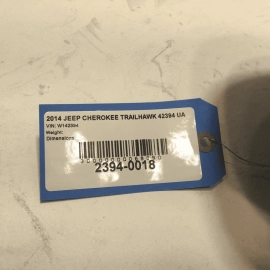 2014 JEEP CHEROKEE TRAILHAWK 42394 UA
VIN: W142394
Weight:
Dimensions:
2394-0018